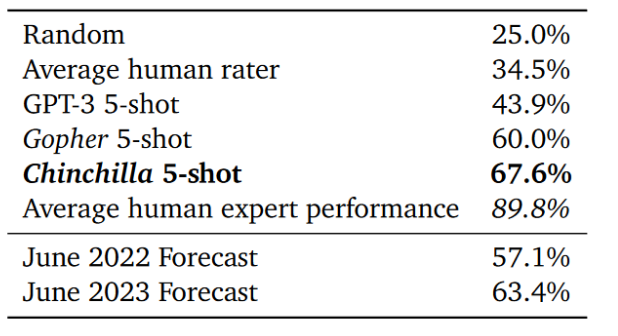 Random 25.0%
Average human rater 34.5%
GPT-3 5-shot 43.9%
Gopher 5-shot 60.0%
Chinchilla 5-shot 67.6%
Average human expert performance 89.8%
June 2022 Forecast 57.1%
June 2023 Forecast 63.4%